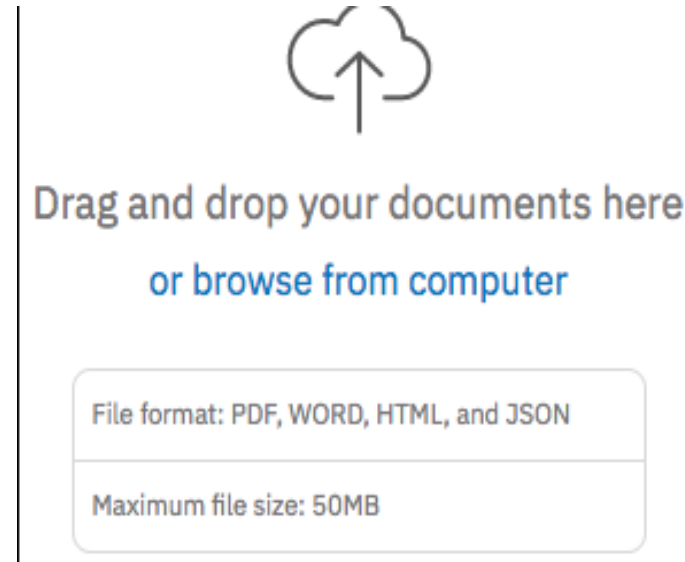 Drag and drop your documents here
or browse from computer
File format: PDF, WORD, HTML, and JSON
Maximum file size: 50MB